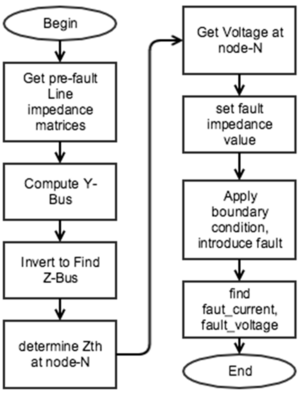 Begin
Get pre-fault
Line
impedance
matrices
Compute Y-
Bus
Invert to Find
Z-Bus
determine Zth
at node-N
Get Voltage at
node-N
set fault
impedance
value
Apply
boundary
condition,
introduce fault
find
faut_current,
fault_voltage
End